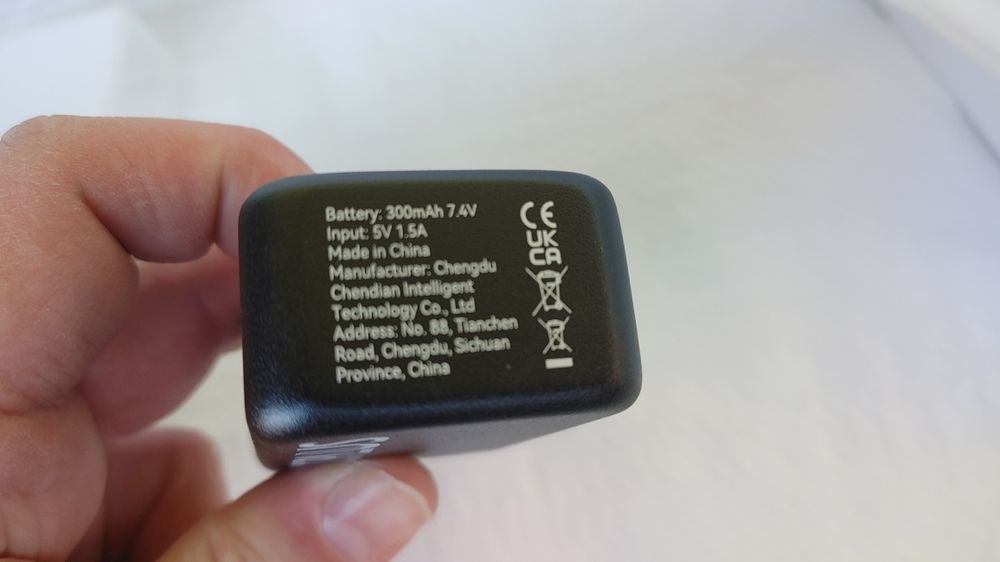 Battery: 300mAh 7.4V
Input: 5V 1.5A
Made in China
Manufacturer: Chengdu
Chendian Intelligent
Technology Co., Ltd
Address: No. 88, Tianchen
Road, Chengdu, Sichuan
Province, China
CE
UK
CA